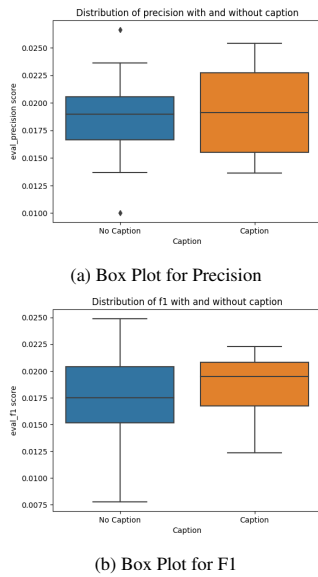 Distribution of precision with and without caption
0.0250
0.0225
0.0200
0.0175
0.0150
0.0125
0.0100
eval_precision score
No Caption
Caption
Caption
(a) Box Plot for Precision
Distribution of f1 with and without caption
0.0250
0.0225
0.0200
0.0175
0.0150
0.0125
0.0100
0.0075
eval_f1 score
No Caption
Caption
Caption
(b) Box Plot for F1